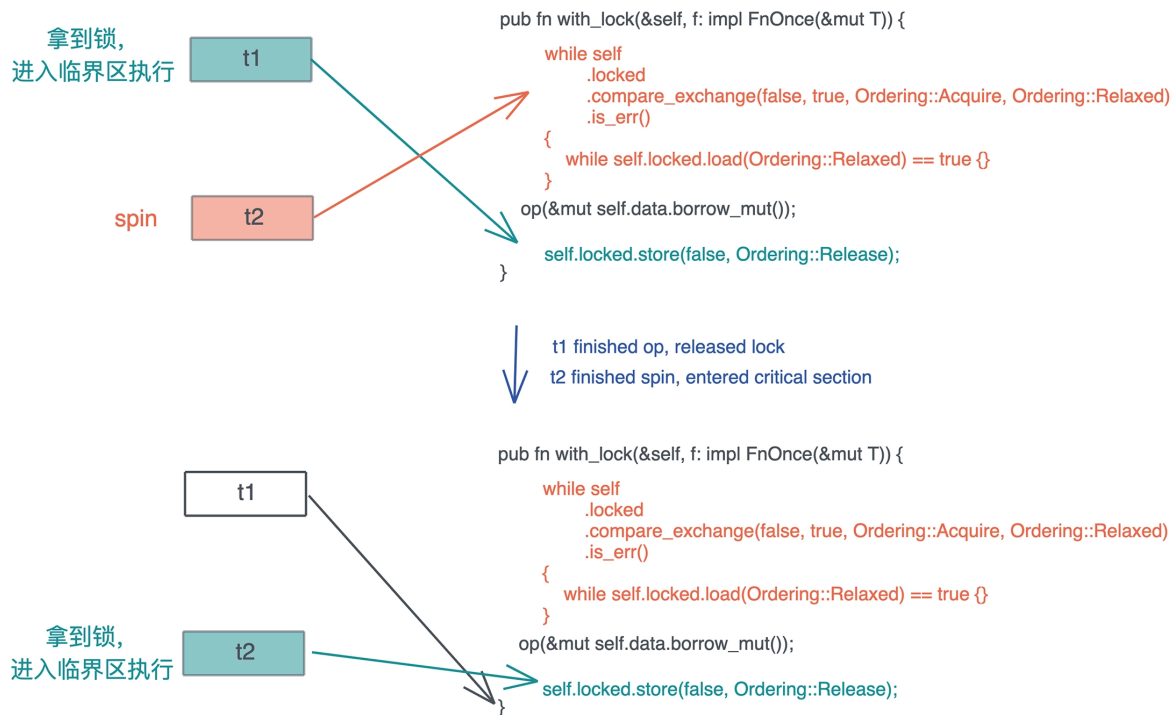 拿到锁，
进入临界区执行
t1
t2
spin
pub fn with_lock(&self, f: impl FnOnce(&mut T)) {
while self
.locked
.compare_exchange(false, true, Ordering::Acquire, Ordering::Relaxed)
.is_err()
{
while self.locked.load(Ordering::Relaxed) == true {}
}
op(&mut self.data.borrow_mut());
self.locked.store(false, Ordering::Release);
}
t1 finished op, released lock
t2 finished spin, entered critical section
t1
拿到锁，
进入临界区执行
t2
pub fn with_lock(&self, f: impl FnOnce(&mut T)) {
while self
.locked
.compare_exchange(false, true, Ordering::Acquire, Ordering::Relaxed)
.is_err()
{
while self.locked.load(Ordering::Relaxed) == true {}
}
op(&mut self.data.borrow_mut());
self.locked.store(false, Ordering::Release);
}